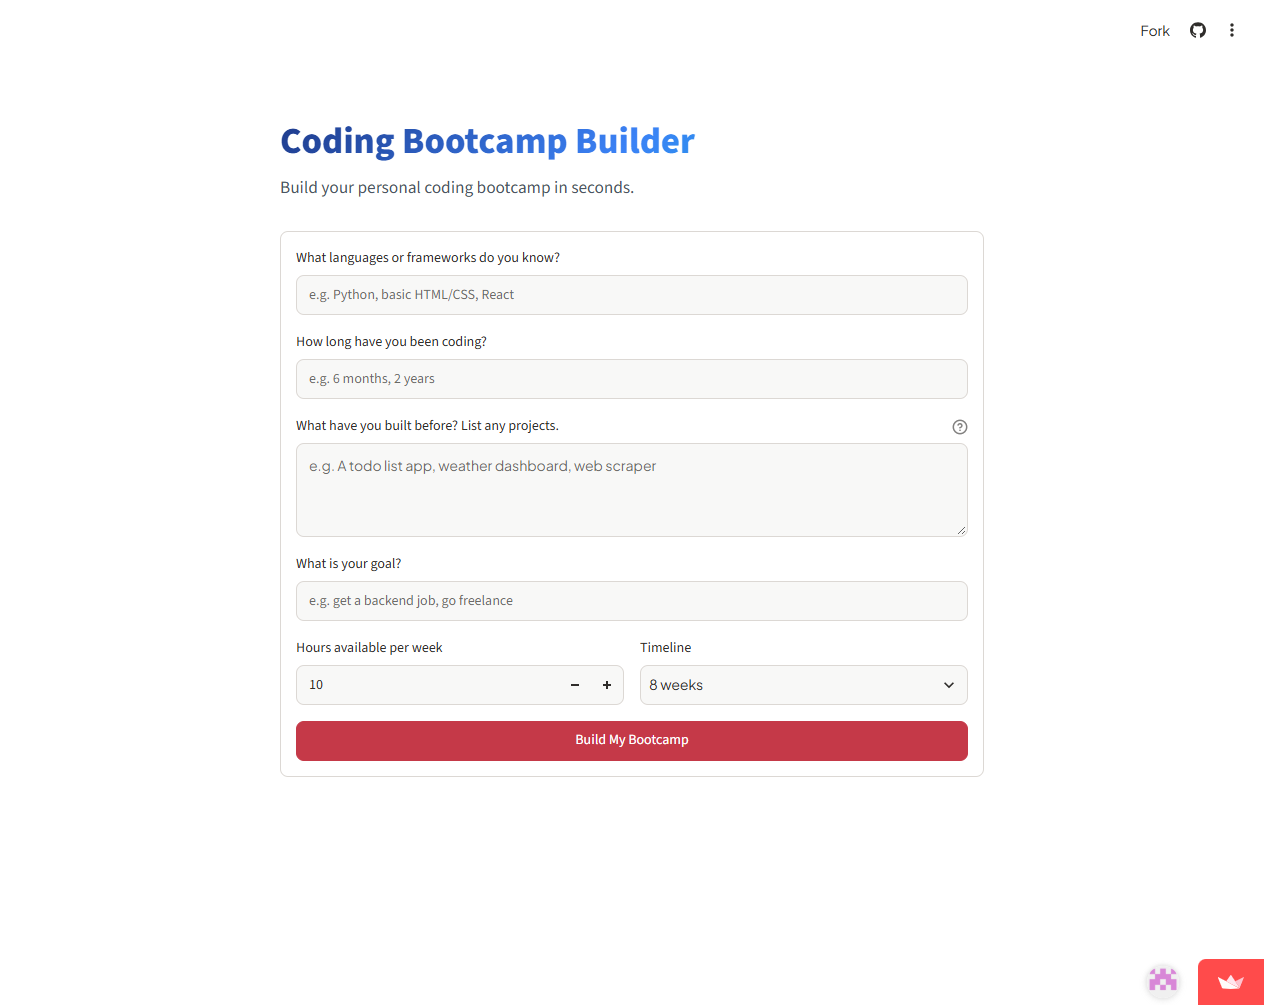 Fork
Coding Bootcamp Builder
Build your personal coding bootcamp in seconds.
What languages or frameworks do you know?
e.g. Python, basic HTML/CSS, React
How long have you been coding?
e.g. 6 months, 2 years
What have you built before? List any projects.
e.g. A todo list app, weather dashboard, web scraper
What is your goal?
e.g. get a backend job, go freelance
Hours available per week
Timeline
10
8 weeks
Build My Bootcamp